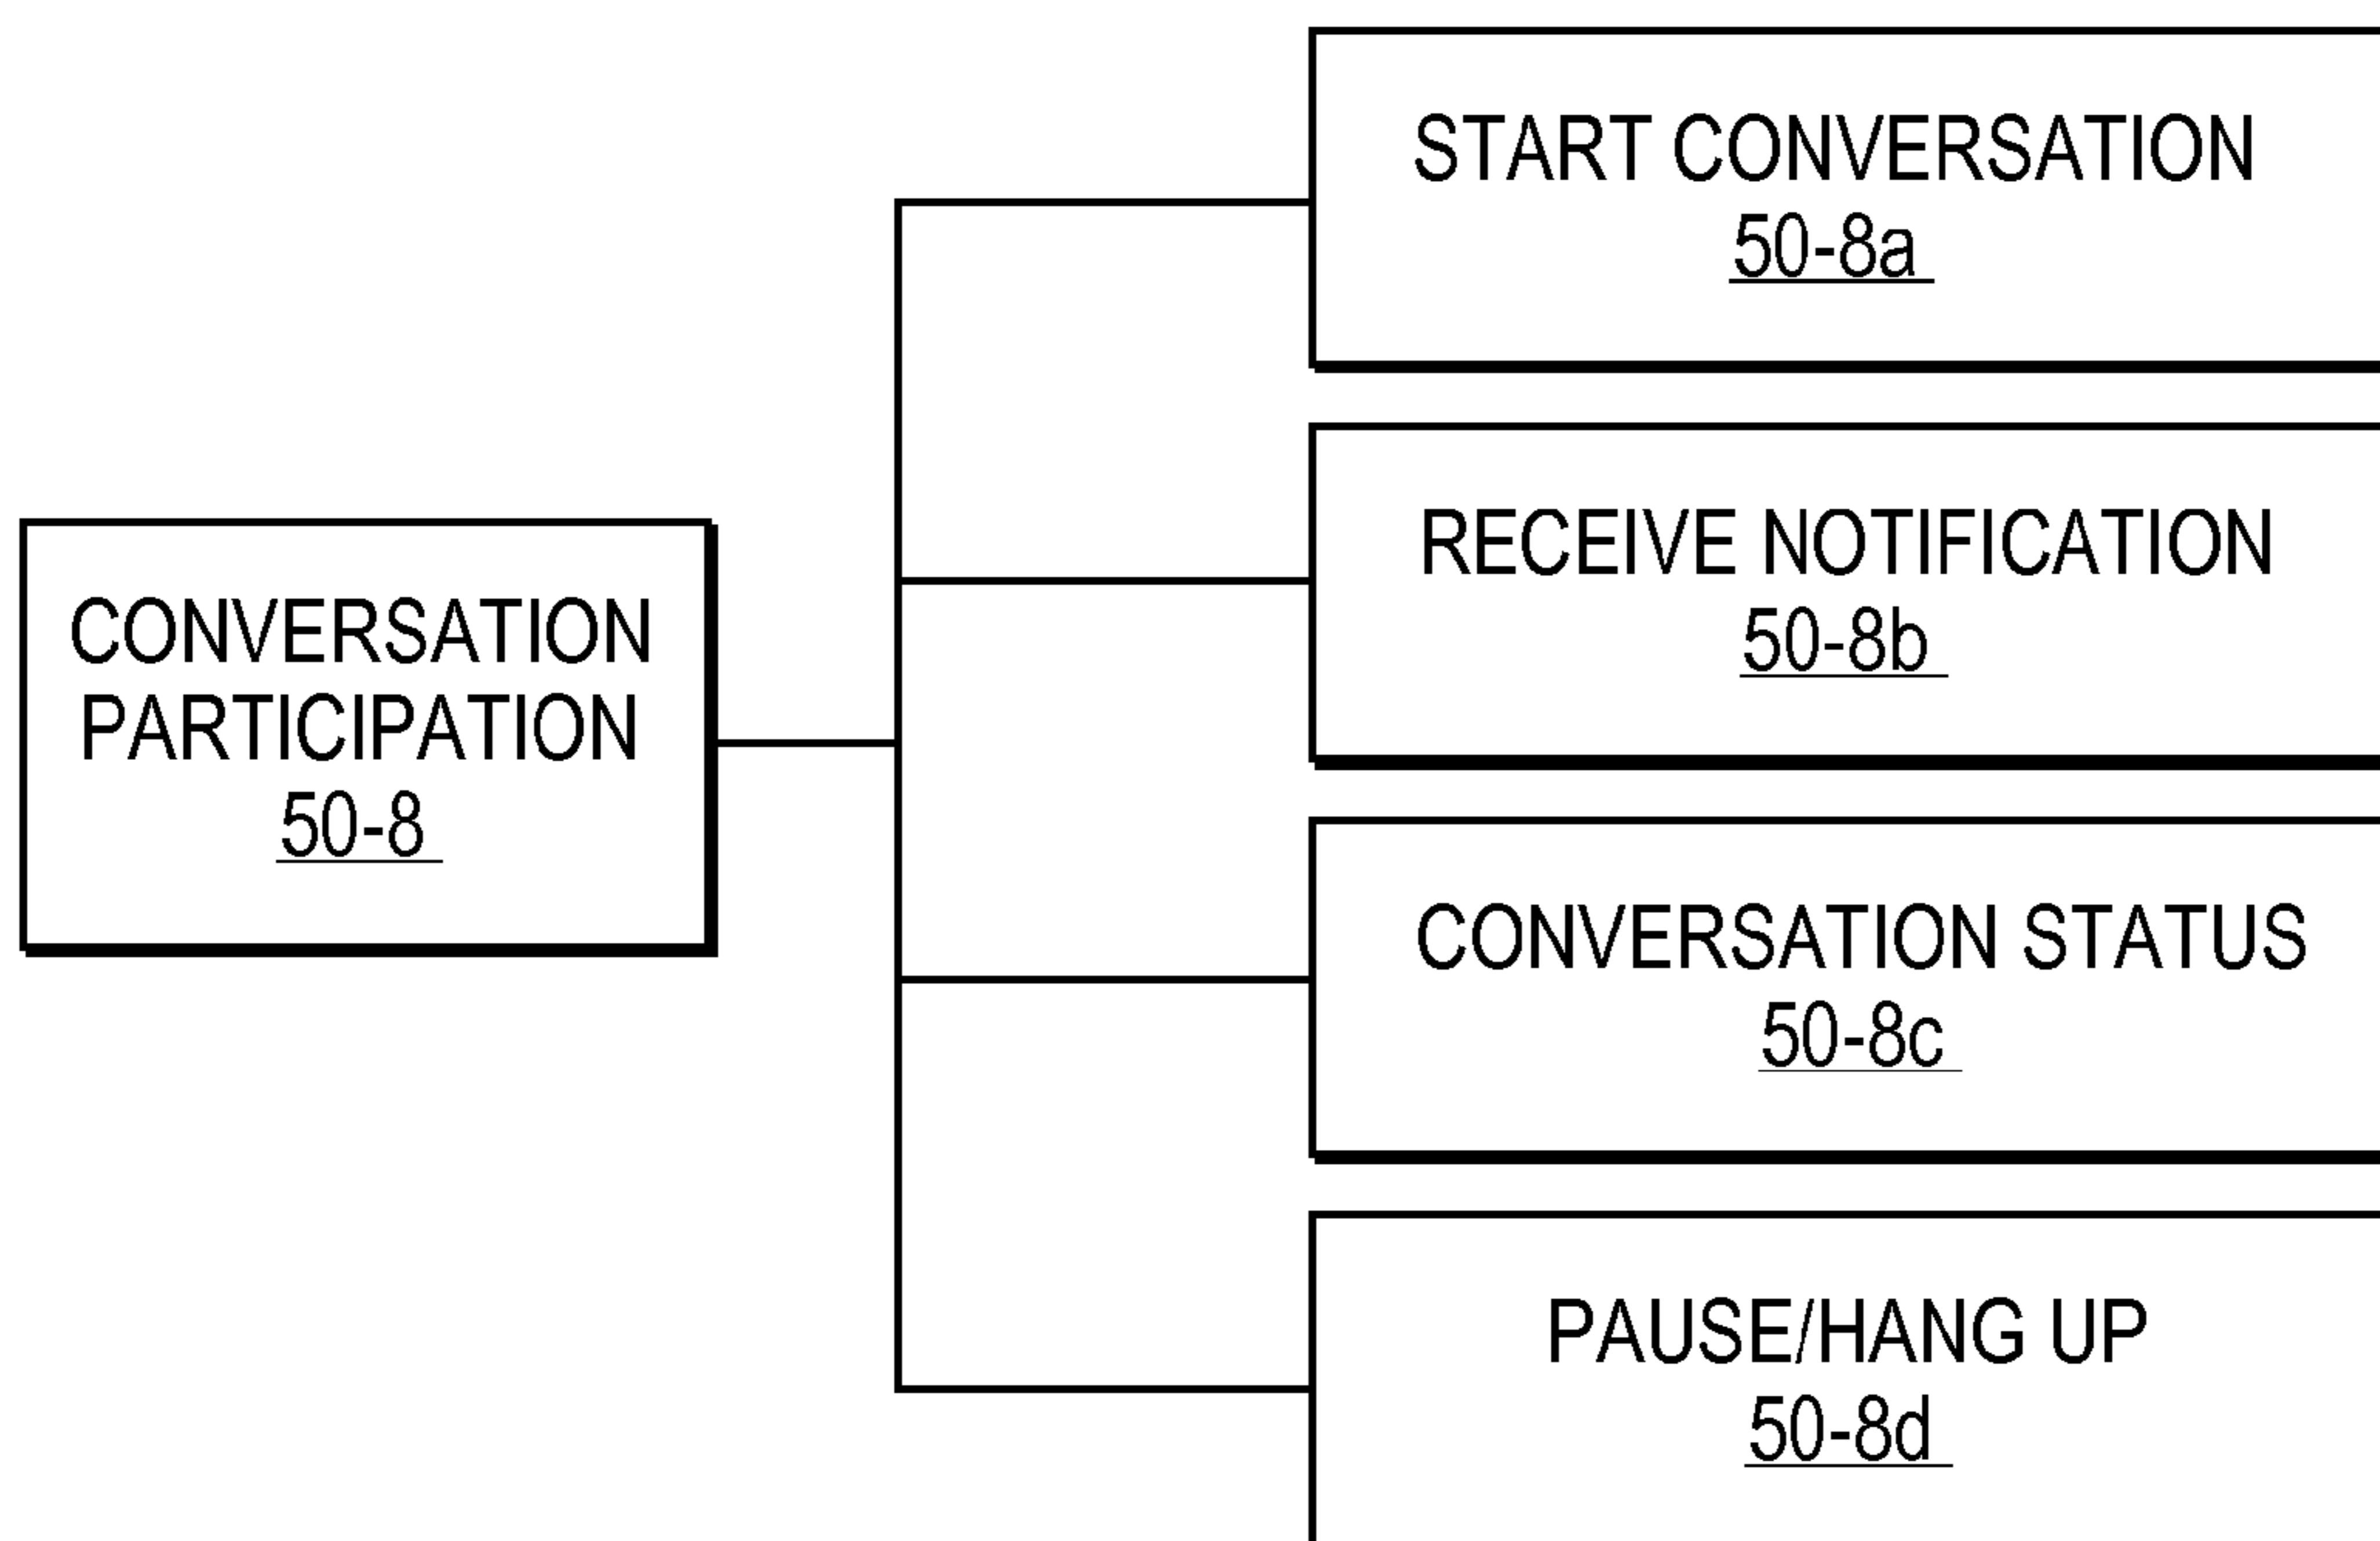 START CONVERSATION
50-8a
RECEIVE NOTIFICATION
50-8b
CONVERSATION
PARTICIPATION
50-8
CONVERSATION STATUS
50-8c
PAUSE/HANG UP
50-8d